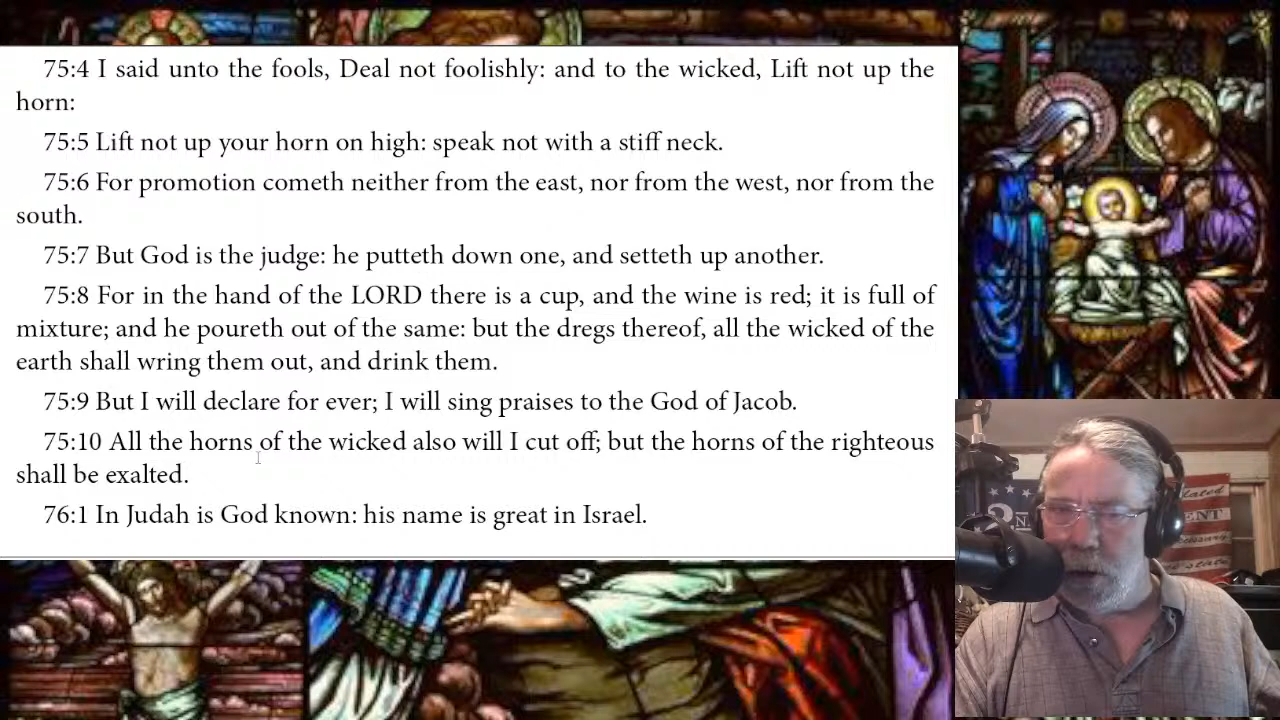 75:4 I said unto the fools, Deal not foolishly: and to the wicked, Lift not up the
horn:
75:5 Lift not up your horn on high: speak not with a stiff neck.
75:6 For promotion cometh neither from the east, nor from the west, nor from the
south.
75:7 But God is the judge: he putteth down one, and setteth up another.
75:8 For in the hand of the LORD there is a cup, and the wine is red; it is full of
mixture; and he poureth out of the same: but the dregs thereof, all the wicked of the
earth shall wring them out, and drink them.
75:9 But I will declare for ever; I will sing praises to the God of Jacob.
75:10 All the horns of the wicked also will I cut off; but the horns of the righteous
shall be exalted.
76:1 In Judah is God known: his name is great in Israel.